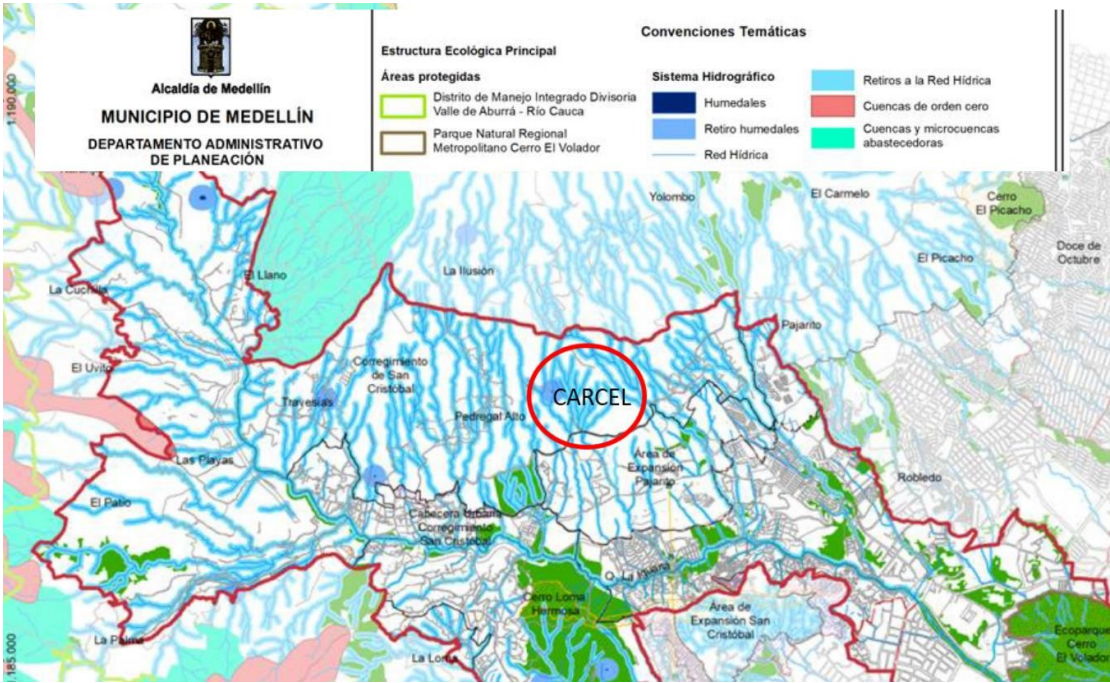 Alcaldía de Medellín
MUNICIPIO DE MEDELLÍN
DEPARTAMENTO ADMINISTRATIVO
DE PLANEACIÓN
Convenciones Temáticas
Estructura Ecológica Principal
Áreas protegidas
Distrito de Manejo Integrado Divisoria
Valle de Aburrá - Río Cauca
Parque Natural Regional
Metropolitano Cerro El Volador
Sistema Hidrográfico
Humedales
Retiro humedales
Red Hídrica
Retiros a la Red Hídrica
Cuencas de orden cero
Cuencas y microcuencas
abastecedoras
1.190.000
Yolombo
El Carmelo
Cerro
El Picacho
Doce de
Octubre
El Picacho
La Ilusión
El Llano
La Cuchilla
Pajarito
El Uvito
Corregimiento
de San
Cristóbal
Travesías
Pedregal Alto
CARCEL
Las Playas
Área de
Expansión
Pajarito
Robledo
El Patio
Cabecera Urbana
Corregimiento
San Cristóbal
Q. La Iguaná
Cerro Loma
Hermosa
Área de
Expansión San
Cristóbal
La Palma
La Loma
Ecoparque
Cerro
El Volador
1.185.000